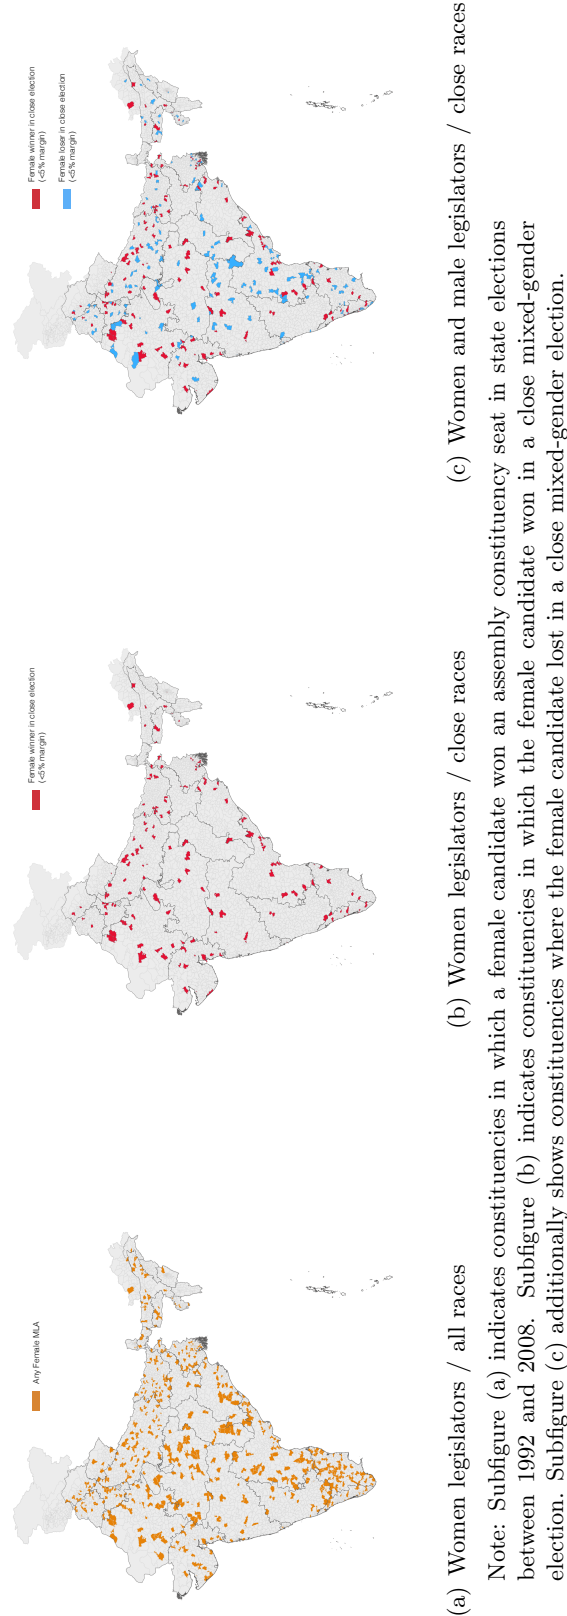 Any Female MLA
(a) Women legislators / all races
Female winner in close election
(<5% margin)
(b) Women legislators / close races
Female winner in close election
(<5% margin)
Female loser in close election
(<5% margin)
(c) Women and male legislators / close races
Note: Subfigure (a) indicates constituencies in which a female candidate won an assembly constituency seat in state elections
between 1992 and 2008. Subfigure (b) indicates constituencies in which the female candidate won in a close mixed-gender
election. Subfigure (c) additionally shows constituencies where the female candidate lost in a close mixed-gender election.